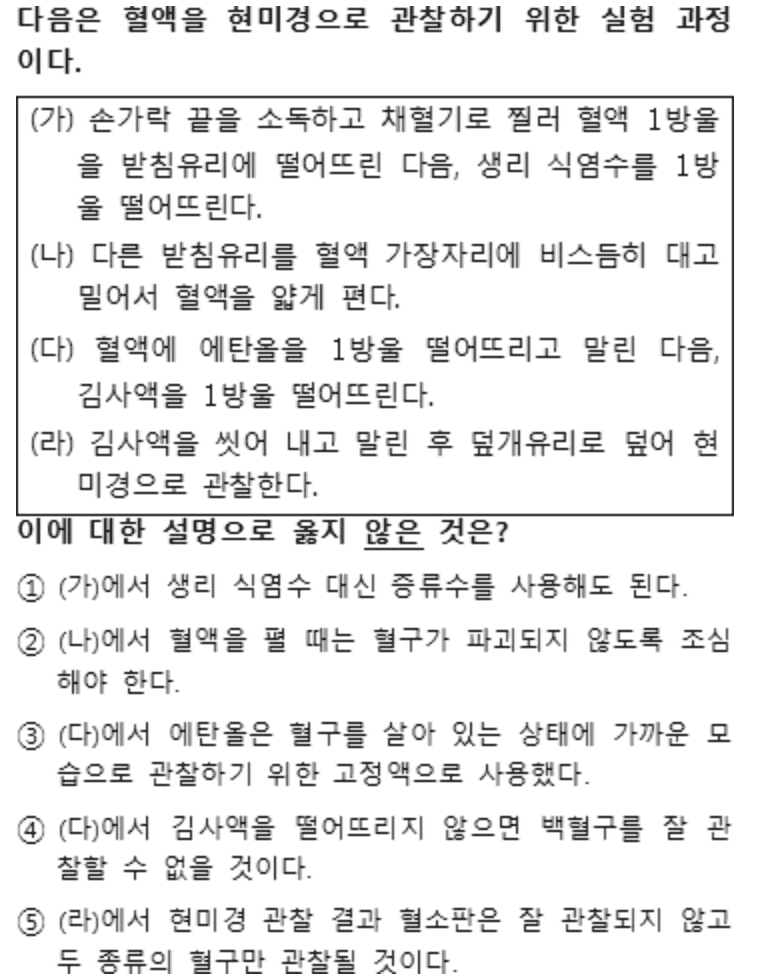 다음은 혈액을 현미경으로 관찰하기 위한 실험 과정
이다.
(가) 손가락 끝을 소독하고 채혈기로 찔러 혈액 1방울
을 받침유리에 떨어뜨린 다음, 생리 식염수를 1방
울 떨어뜨린다.
(나) 다른 받침유리를 혈액 가장자리에 비스듬히 대고
밀어서 혈액을 얇게 편다.
(다) 혈액에 에탄올을 1방울 떨어뜨리고 말린 다음,
김사액을 1방울 떨어뜨린다.
(라) 김사액을 씻어 내고 말린 후 덮개유리로 덮어 현
미경으로 관찰한다.
이에 대한 설명으로 옳지 않은 것은?
① (가)에서 생리 식염수 대신 증류수를 사용해도 된다.
② (나)에서 혈액을 펼 때는 혈구가 파괴되지 않도록 조심
해야 한다.
③ (다)에서 에탄올은 혈구를 살아 있는 상태에 가까운 모
습으로 관찰하기 위한 고정액으로 사용했다.
④ (다)에서 김사액을 떨어뜨리지 않으면 백혈구를 잘 관
찰할 수 없을 것이다.
⑤ (라)에서 현미경 관찰 결과 혈소판은 잘 관찰되지 않고
두 종류의 혈구만 관찰될 것이다.